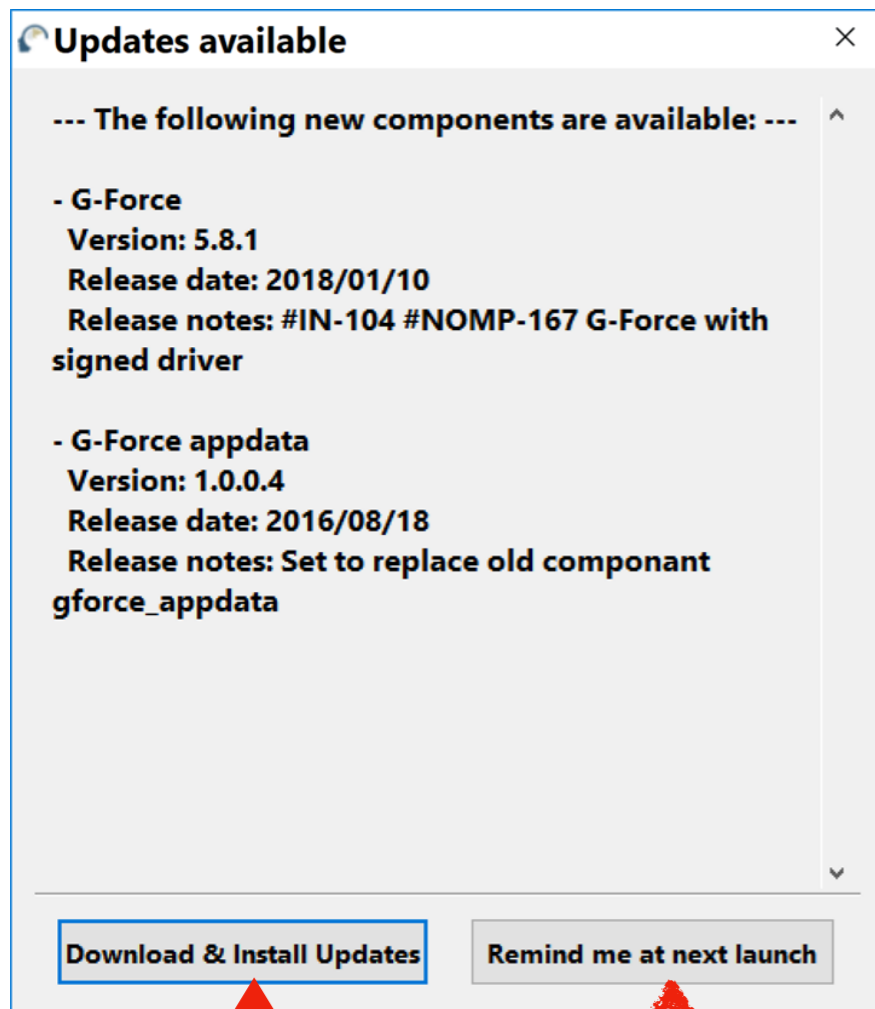 Updates available
--- The following new components are available: ---
- G-Force
Version: 5.8.1
Release date: 2018/01/10
Release notes: #IN-104 #NOMP-167 G-Force with
signed driver
- G-Force appdata
Version: 1.0.0.4
Release date: 2016/08/18
Release notes: Set to replace old componant
gforce_appdata
Download & Install Updates
Remind me at next launch